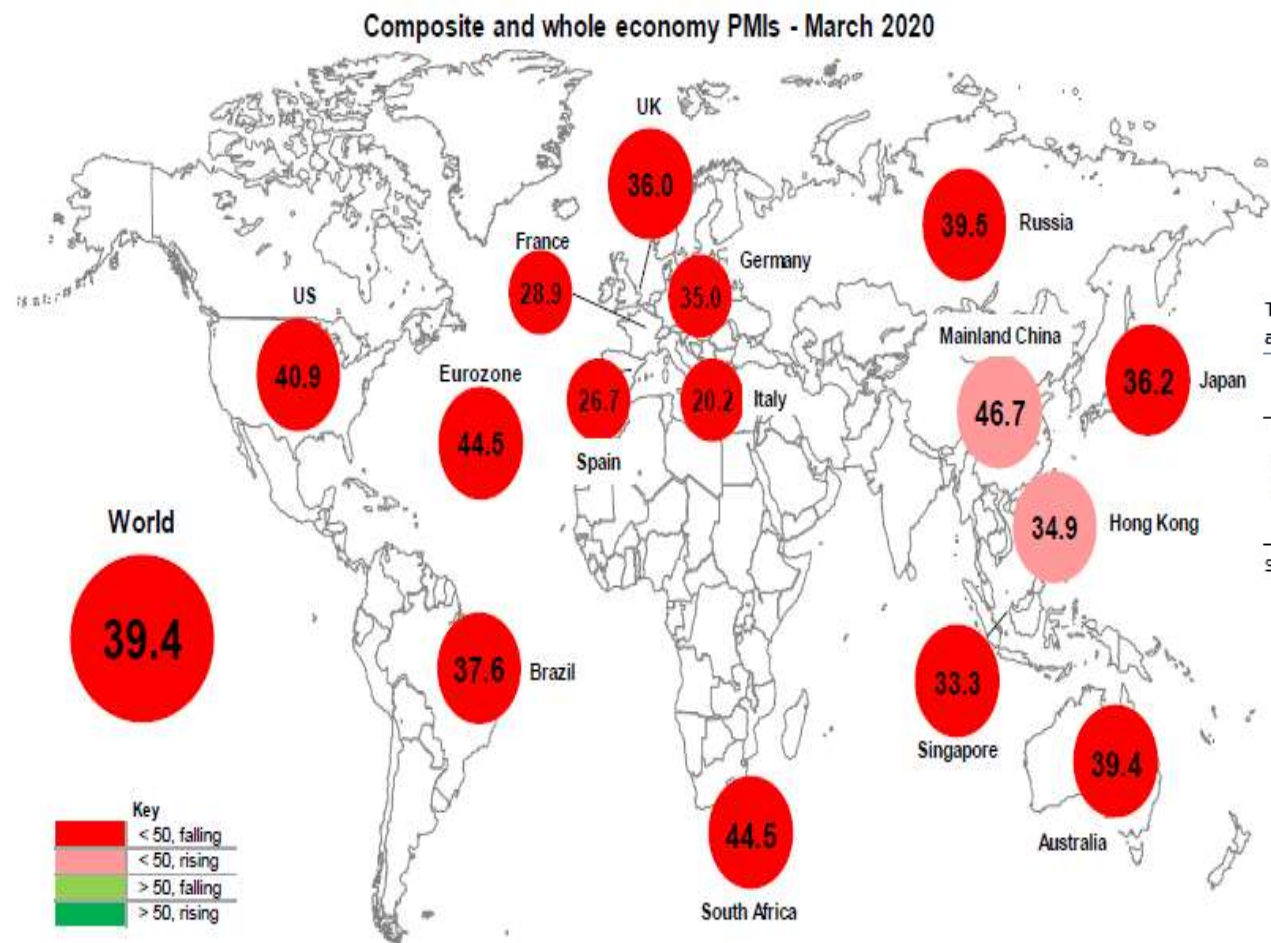 Composite and whole economy PMIs - March 2020
UK
36.0
39.5
Russia
France
28.9
Germany
35.0
US
40.9
Eurozone
44.5
Mainland China
46.7
36.2
Japan
26.7
Spain
20.2
Italy
34.9
Hong Kong
World
39.4
37.6
Brazil
33.3
Singapore
39.4
Australia
44.5
South Africa
Key
< 50, falling
< 50, rising
> 50, falling
> 50, rising